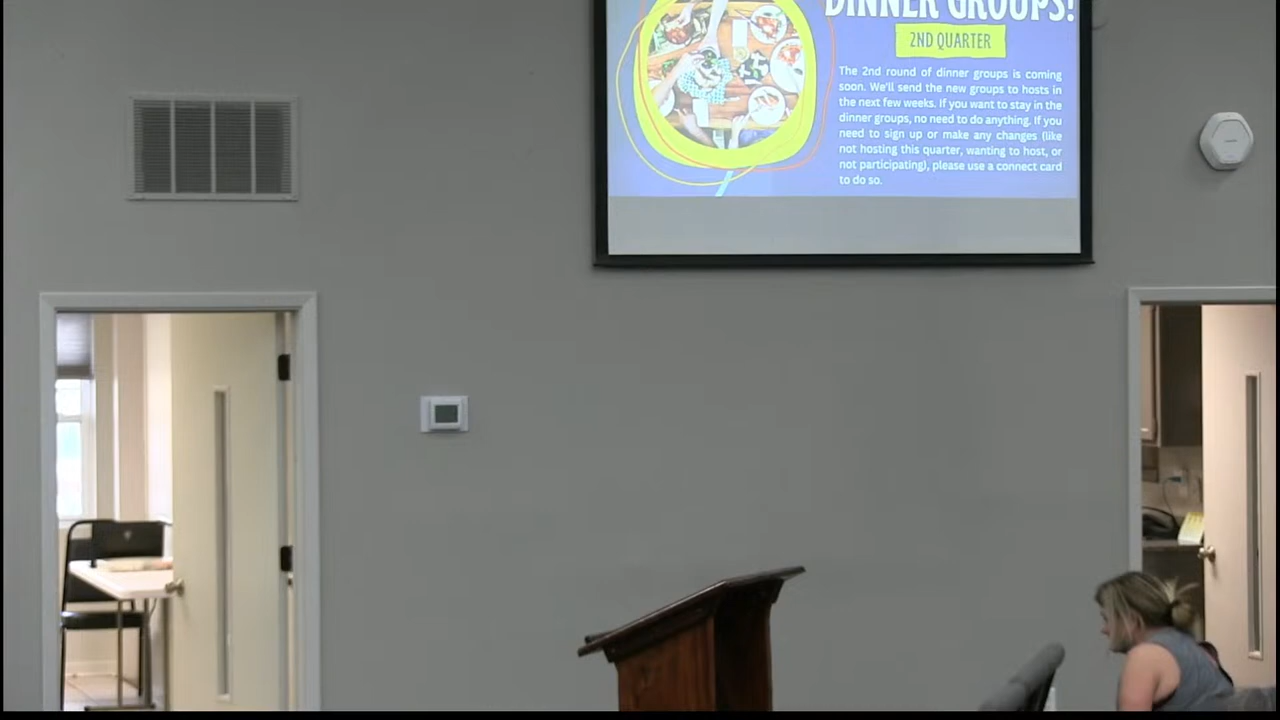 DINNER GROUPS!
2ND QUARTER
The 2nd round of dinner groups is coming
soon. We'll send the new groups to hosts in
the next few weeks. If you want to stay in the
dinner groups, no need to do anything. If you
need to sign up or make any changes (like
not hosting this quarter, wanting to host, or
not participating), please use a connect card
to do so.